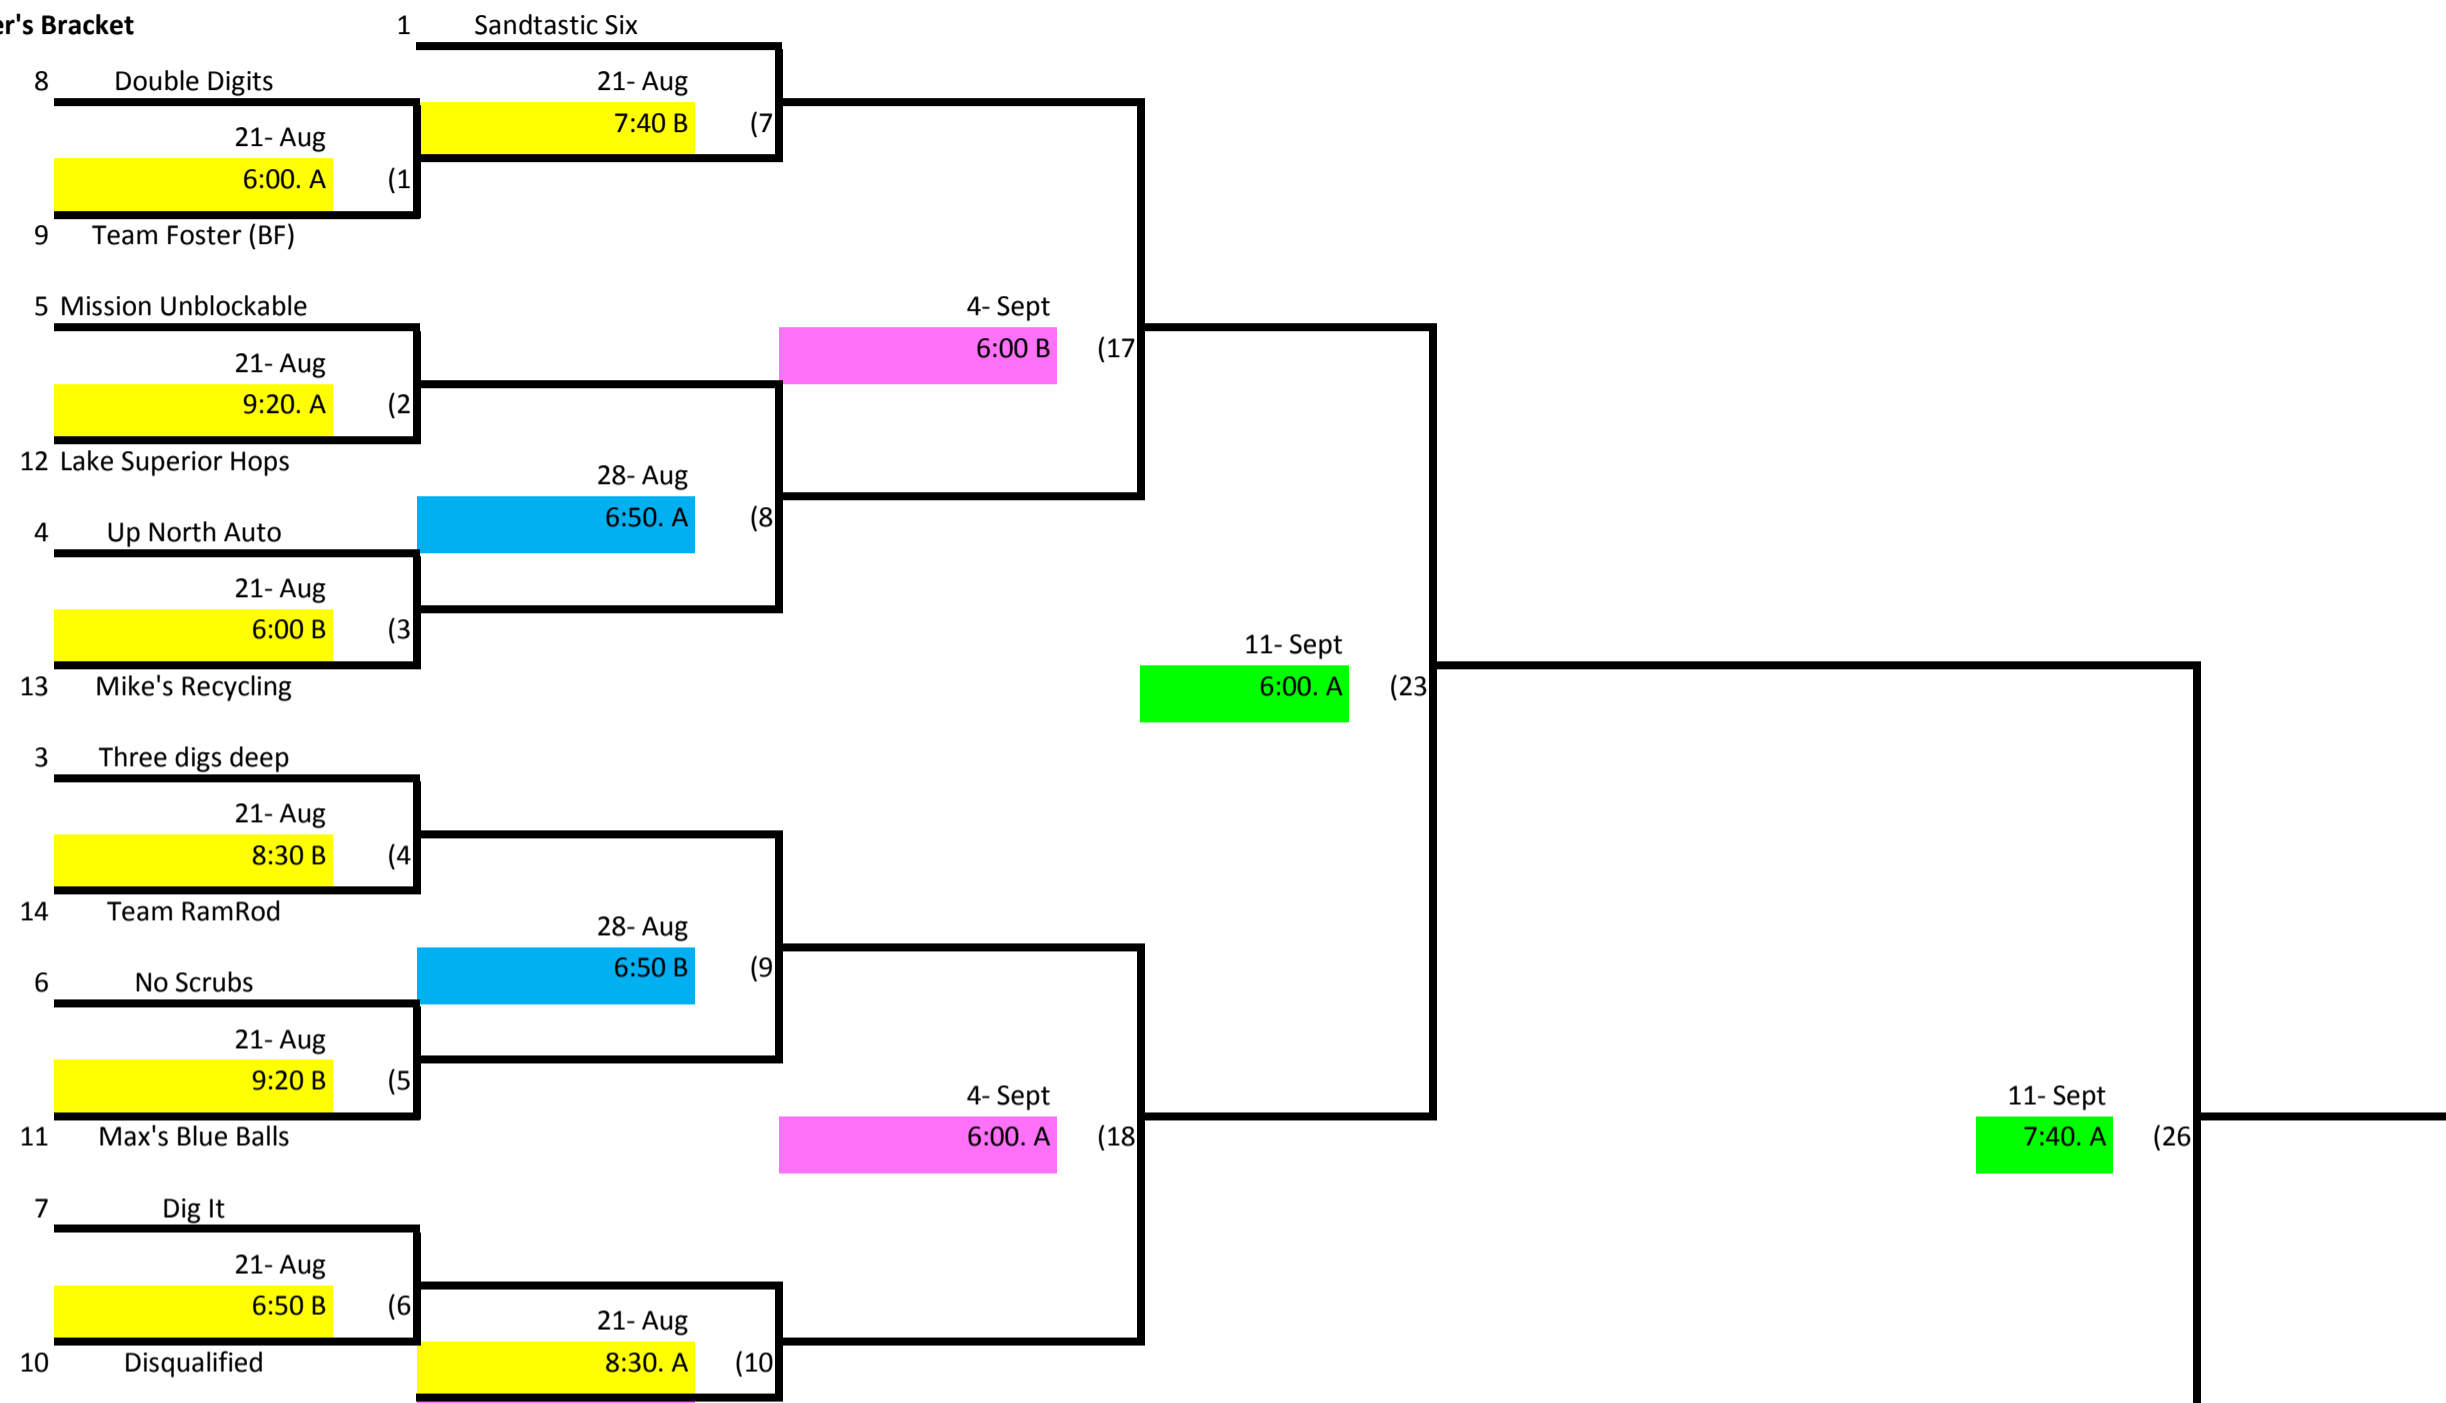 er's Bracket
1 Sandtastic Six
8 Double Digits
21- Aug
7:40 B (7
21- Aug
6:00. A (1
9 Team Foster (BF)
5 Mission Unblockable
4- Sept
6:00 B (17
21- Aug
9:20. A (2
12 Lake Superior Hops
28- Aug
6:50. A (8
4 Up North Auto
21- Aug
6:00 B (3
11- Sept
6:00. A (23
13 Mike's Recycling
3 Three digs deep
21- Aug
8:30 B (4
14 Team RamRod
28- Aug
6:50 B (9
6 No Scrubs
21- Aug
9:20 B (5
4- Sept
6:00. A (18
11- Sept
7:40. A (26
11 Max's Blue Balls
7 Dig It
21- Aug
6:50 B (6
21- Aug
8:30. A (10
10 Disqualified